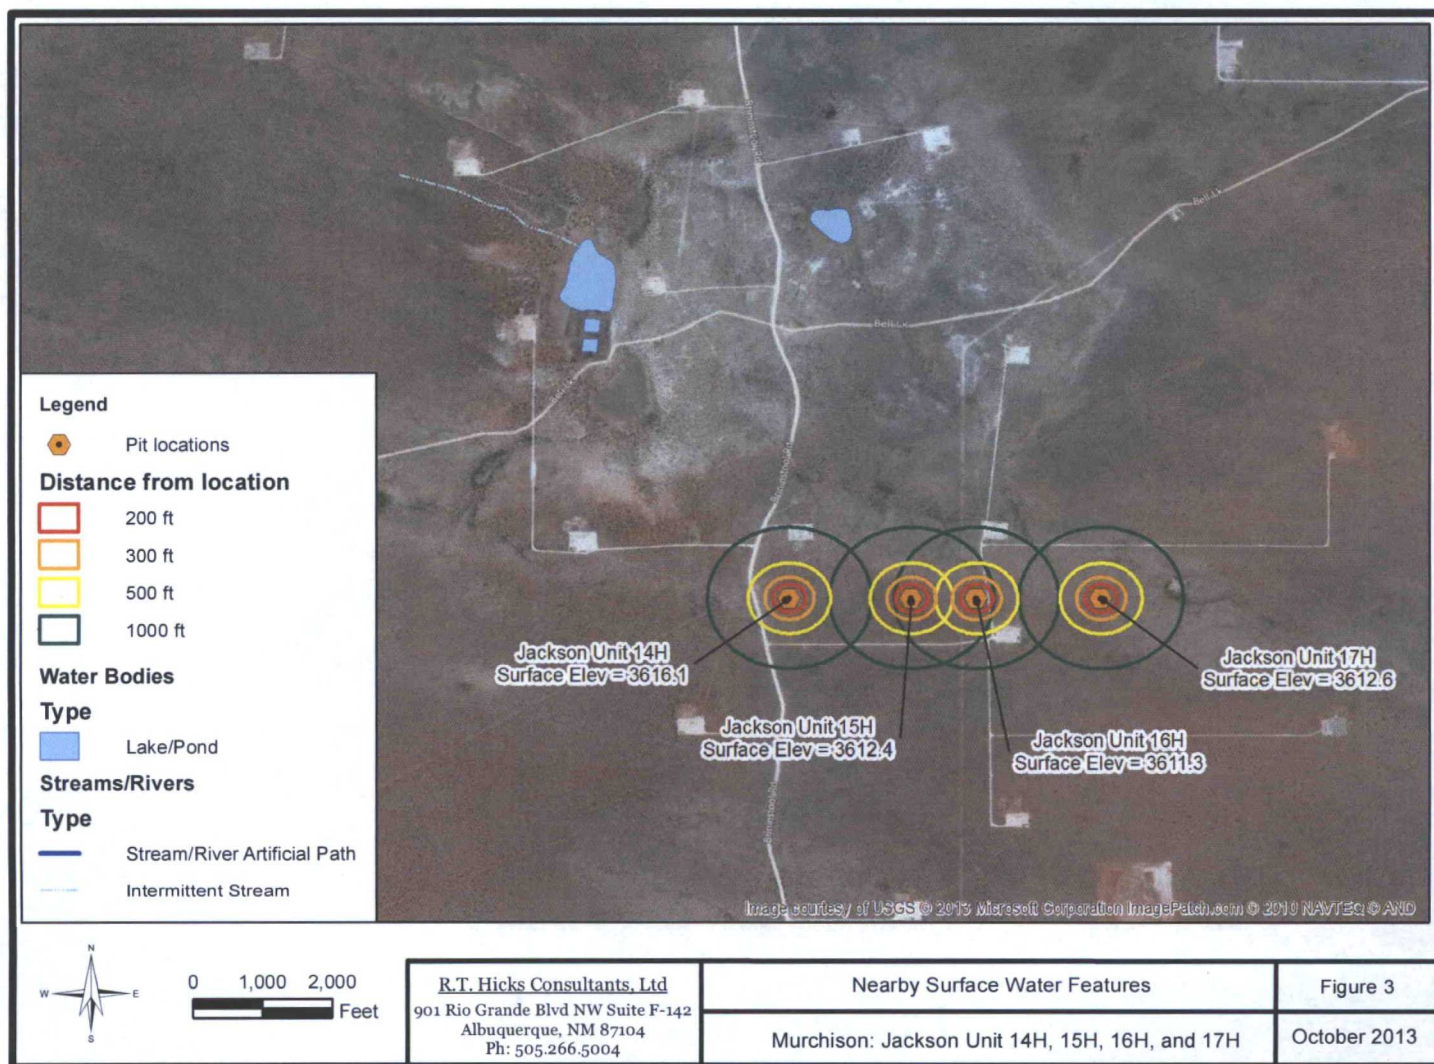 Bell Lk
Bell Lk
Legend
Pit locations
Distance from location
200 ft
300 ft
500 ft
1000 ft
Water Bodies
Type
Lake/Pond
Streams/Rivers
Type
Stream/River Artificial Path
Intermittent Stream
Jackson Unit 14H
Surface Elev = 3616.1
Jackson Unit 17H
Surface Elev = 3612.6
Jackson Unit 15H
Surface Elev = 3612.4
Jackson Unit 16H
Surface Elev = 3611.3
Image courtesy of USGS © 2013 Microsoft Corporation ImagePatch.com © 2010 NAVTEQ © AND
N
W E
S
0 1,000 2,000
Feet
R.T. Hicks Consultants, Ltd
901 Rio Grande Blvd NW Suite F-142
Albuquerque, NM 87104
Ph: 505.266.5004
Nearby Surface Water Features
Murchison: Jackson Unit 14H, 15H, 16H, and 17H
Figure 3
October 2013